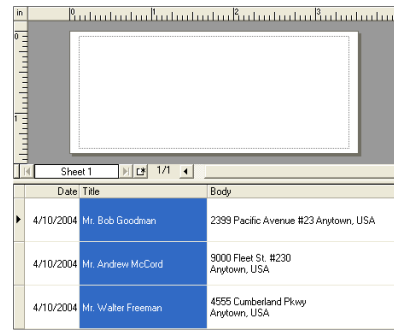 in 0 1 2 3
0
1
Sheet 1 1/1
Date Title Body
4/10/2004 Mr. Bob Goodman 2399 Pacific Avenue #23 Anytown, USA
4/10/2004 Mr. Andrew McCord 9000 Fleet St. #230
Anytown, USA
4/10/2004 Mr. Walter Freeman 4555 Cumberland Pkwy
Anytown, USA